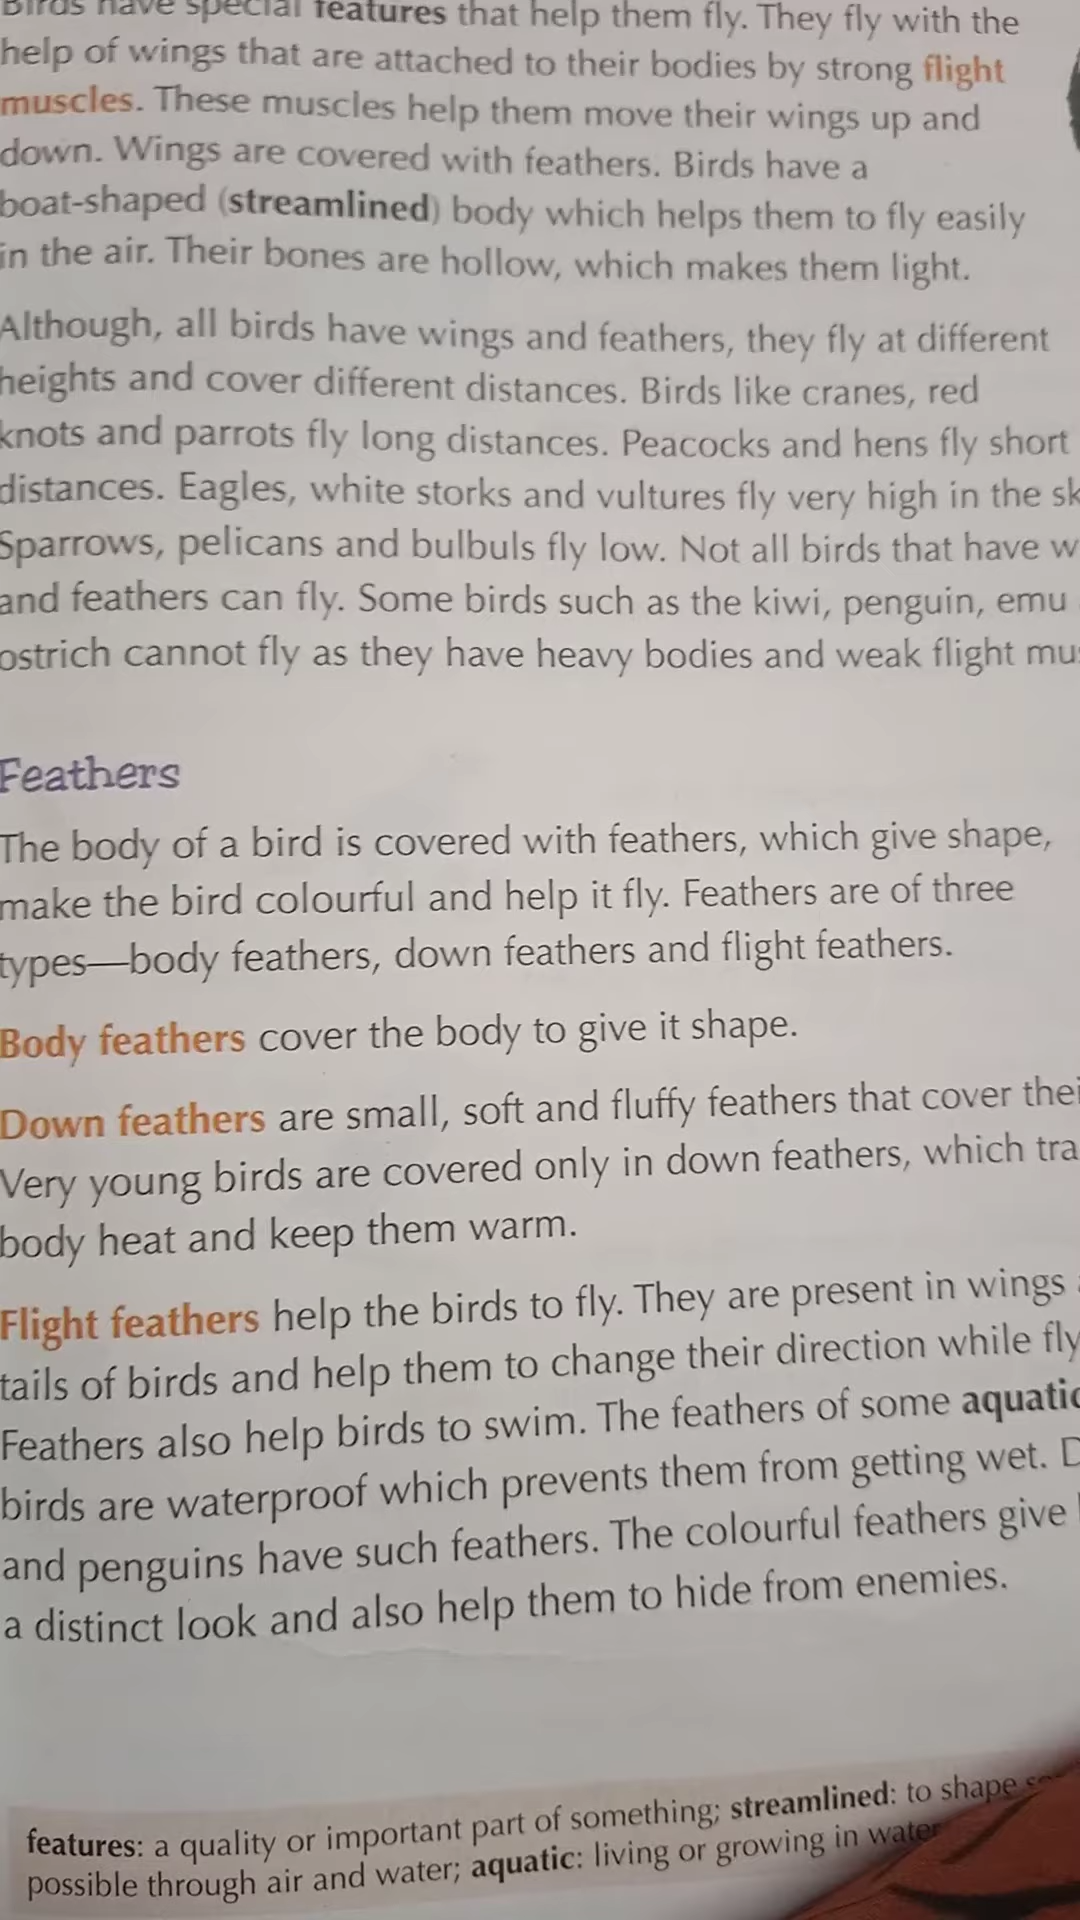 Birds have special features that help them fly. They fly with the
help of wings that are attached to their bodies by strong flight
muscles. These muscles help them move their wings up and
down. Wings are covered with feathers. Birds have a
boat-shaped (streamlined) body which helps them to fly easily
in the air. Their bones are hollow, which makes them light.
Although, all birds have wings and feathers, they fly at different
heights and cover different distances. Birds like cranes, red
knots and parrots fly long distances. Peacocks and hens fly short
distances. Eagles, white storks and vultures fly very high in the
Sparrows, pelicans and bulbuls fly low. Not all birds that have
and feathers can fly. Some birds such as the kiwi, penguin, emu
ostrich cannot fly as they have heavy bodies and weak flight
Feathers
The body of a bird is covered with feathers, which give shape,
make the bird colourful and help it fly. Feathers are of three
types—body feathers, down feathers and flight feathers.
Body feathers cover the body to give it shape.
Down feathers are small, soft and fluffy feathers that cover
Very young birds are covered only in down feathers, which
body heat and keep them warm.
Flight feathers help the birds to fly. They are present in wings
tails of birds and help them to change their direction while
Feathers also help birds to swim. The feathers of some aquatic
birds are waterproof which prevents them from getting wet.
and penguins have such feathers. The colourful feathers give
a distinct look and also help them to hide from enemies.
features: a quality or important part of something; streamlined: to shape
possible through air and water; aquatic: living or growing in water